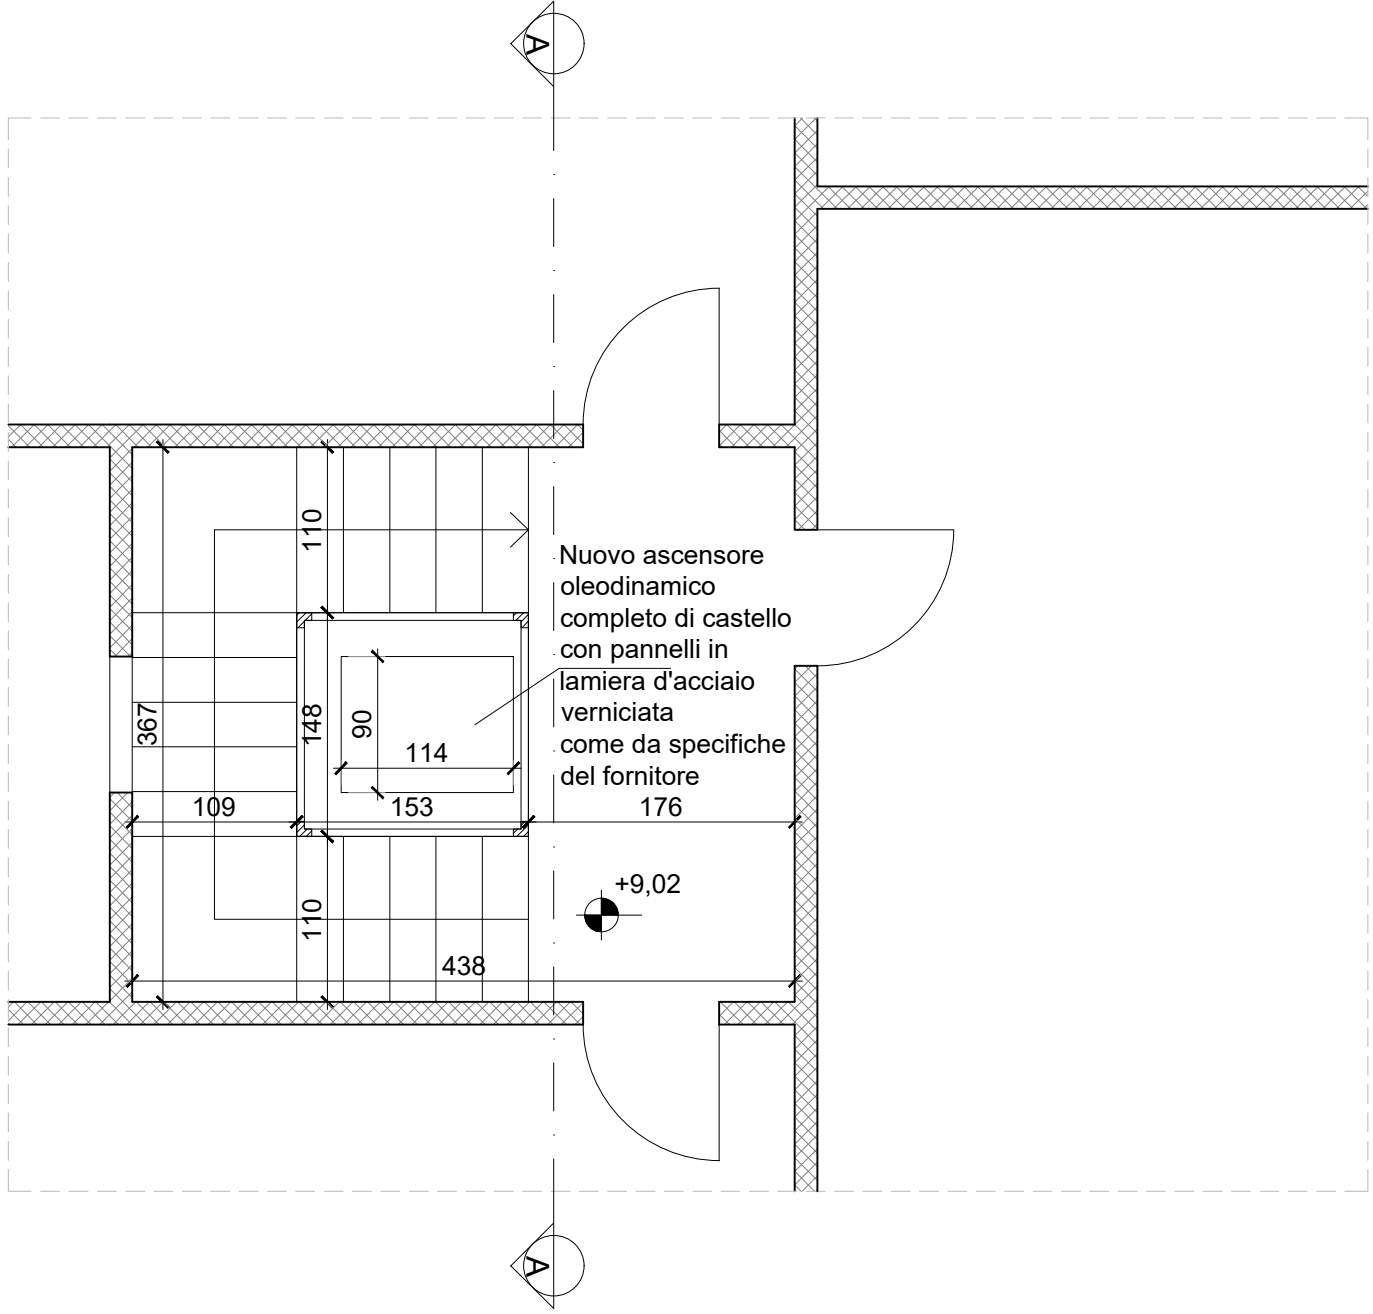 A
110
Nuovo ascensore
oleodinamico
completo di castello
con pannelli in
lamiera d'acciaio
verniciata
come da specifiche
del fornitore
367
148
90
114
109
153
176
+9,02
110
438
A